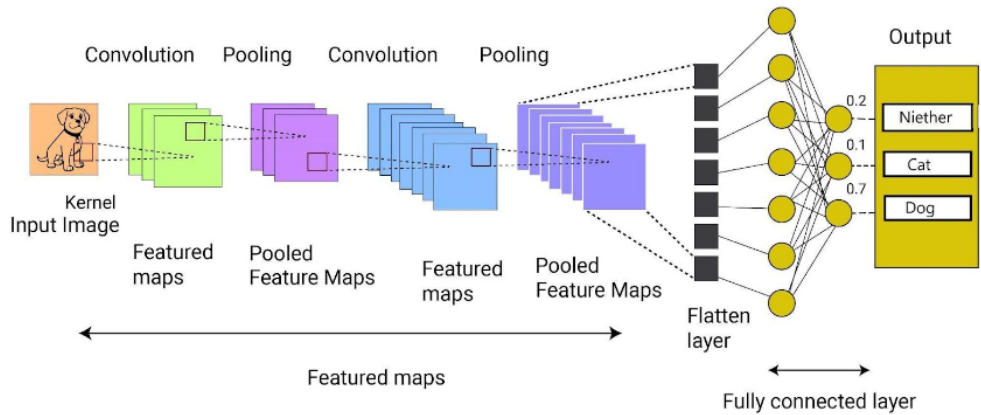 Convolution
Pooling
Convolution
Pooling
Output
0.2
Niether
0.1
Cat
0.7
Dog
Kernel
Input Image
Featured
maps
Pooled
Feature Maps
Featured
maps
Pooled
Feature Maps
Flatten
layer
Featured maps
Fully connected layer